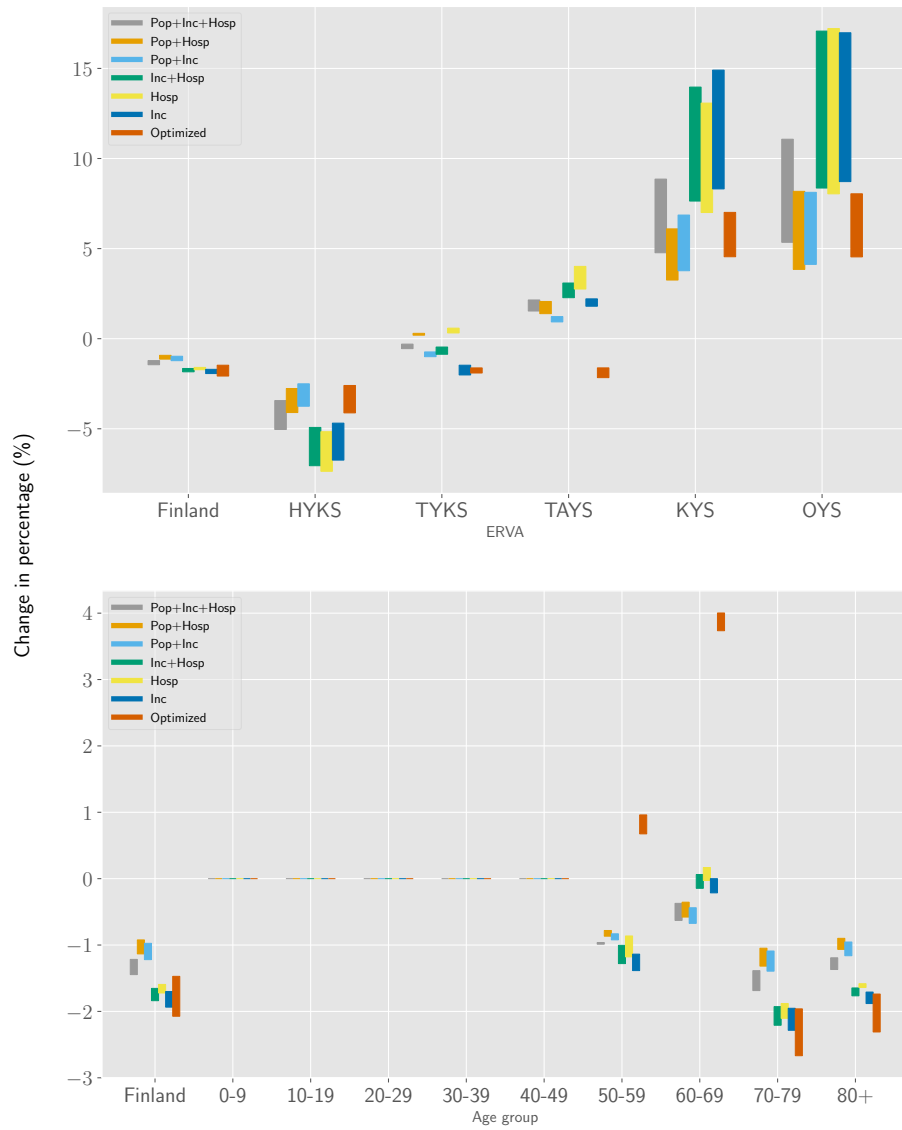 Change in percentage (%)
Pop+Inc+Hosp
Pop+Hosp
Pop+Inc
Inc+Hosp
Hosp
Inc
Optimized
15
10
5
0
−5
Finland HYKS TYKS TAYS KYS OYS
ERVA
Pop+Inc+Hosp
Pop+Hosp
Pop+Inc
Inc+Hosp
Hosp
Inc
Optimized
4
3
2
1
0
−1
−2
−3
Finland 0-9 10-19 20-29 30-39 40-49 50-59 60-69 70-79 80+
Age group